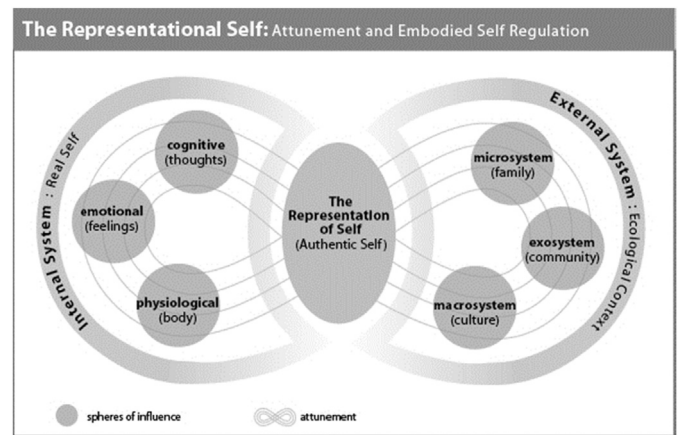 The Representational Self: Attunement and Embodied Self Regulation
Internal System : Real Self
cognitive
(thoughts)
emotional
(feelings)
physiological
(body)
The
Representation
of Self
(Authentic Self)
External System : Ecological Context
microsystem
(family)
exosystem
(community)
macrosystem
(culture)
spheres of influence
attunement